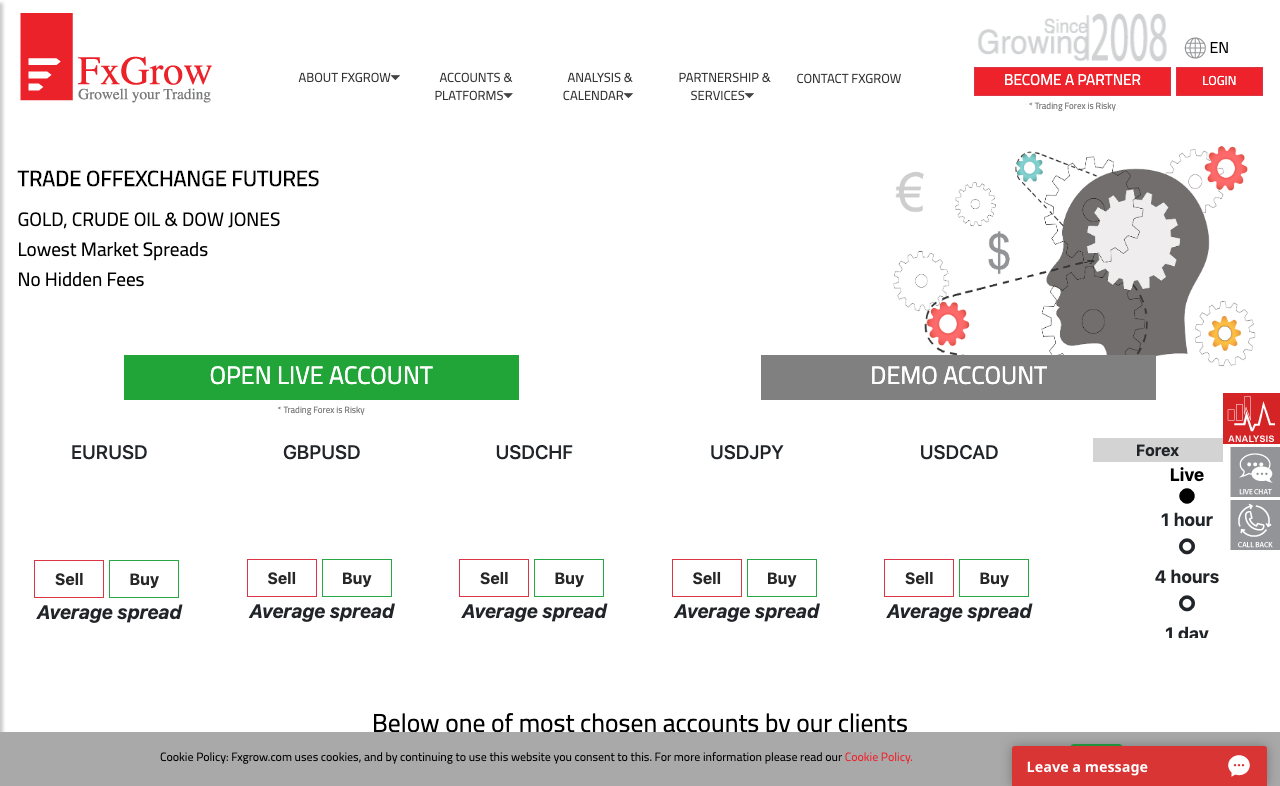 Since
Growing 2008
EN
FxGrow
Growell your Trading
ABOUT FXGROW
ACCOUNTS &
PLATFORMS
ANALYSIS &
CALENDAR
PARTNERSHIP &
SERVICES
CONTACT FXGROW
BECOME A PARTNER
LOGIN
* Trading Forex is Risky
TRADE OFFEXCHANGE FUTURES
GOLD, CRUDE OIL & DOW JONES
Lowest Market Spreads
No Hidden Fees
€
$
OPEN LIVE ACCOUNT
DEMO ACCOUNT
* Trading Forex is Risky
ANALYSIS
LIVE CHAT
CALL BACK
EURUSD
GBPUSD
USDCHF
USDJPY
USDCAD
Forex
Live
1 hour
4 hours
1 day
Sell Buy
Average spread
Sell Buy
Average spread
Sell Buy
Average spread
Sell Buy
Average spread
Sell Buy
Average spread
Below one of most chosen accounts by our clients
Cookie Policy: Fxgrow.com uses cookies, and by continuing to use this website you consent to this. For more information please read our Cookie Policy.
Leave a message